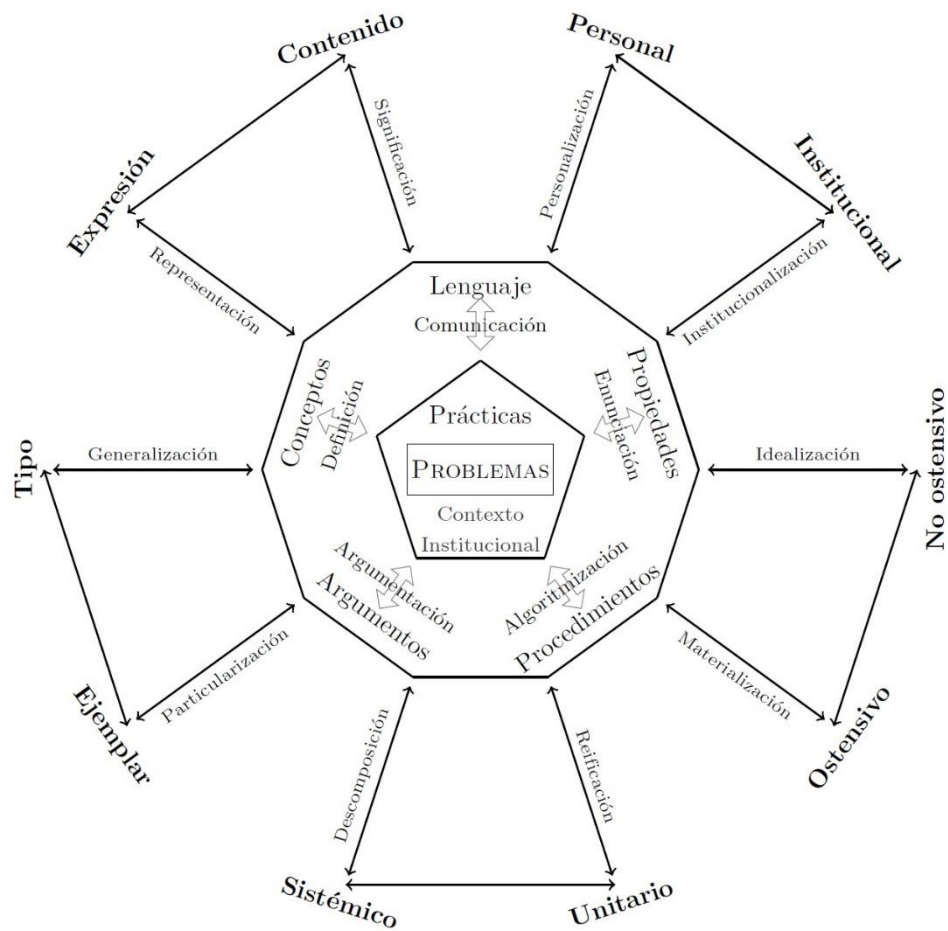 Contenido
Personal
Significación
Personalización
Expresión
Institucional
Representación
Institucionalización
Lenguaje
Comunicación
Conceptos
Definición
Enunciación
Propiedades
Prácticas
PROBLEMAS
Contexto
Institucional
Tipo
Generalización
Idealización
No ostensivo
Argumentación
Argumentos
Algoritmización
Procedimientos
Ejemplar
Particularización
Materialización
Ostensivo
Descomposición
Reificación
Sistémico
Unitario